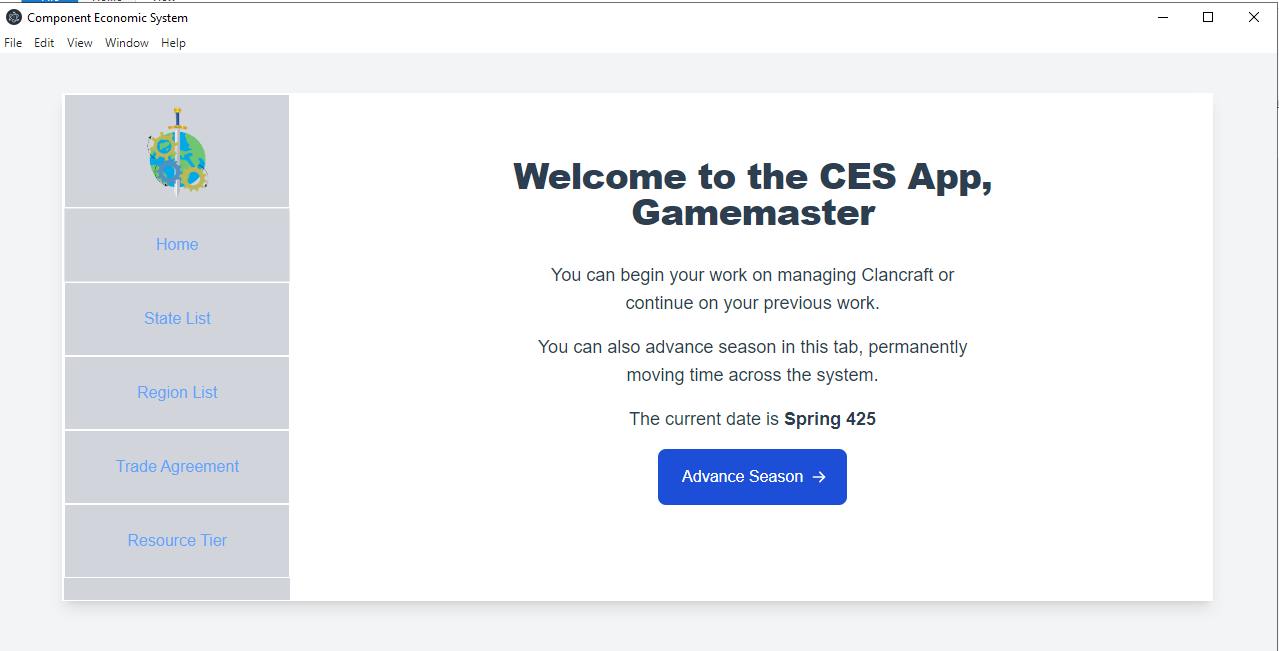 Component Economic System
File Edit View Window Help
Home
State List
Region List
Trade Agreement
Resource Tier
Welcome to the CES App,
Gamemaster
You can begin your work on managing Clancraft or
continue on your previous work.
You can also advance season in this tab, permanently
moving time across the system.
The current date is Spring 425
Advance Season →